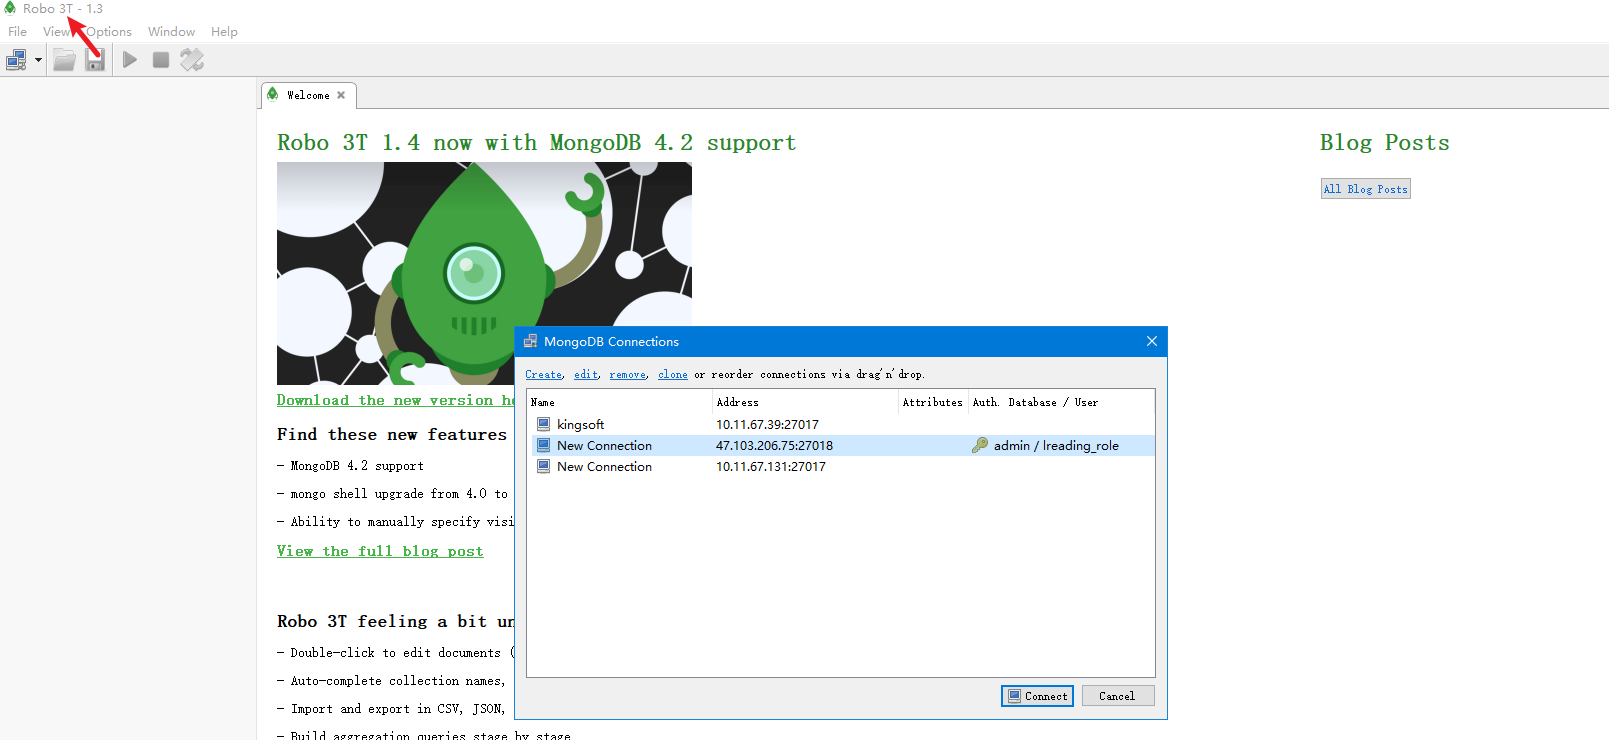 Robo 3T - 1.3
File View Options Window Help
Welcome
Robo 3T 1.4 now with MongoDB 4.2 support
Blog Posts
All Blog Posts
Download the new version
Find these new features
- MongoDB 4.2 support
- mongo shell upgrade from 4.0 to
- Ability to manually specify
View the full blog post
Robo 3T feeling a bit
- Double-click to edit documents (
- Auto-complete collection names,
- Import and export in CSV, JSON,
- Build aggregation queries stage by stage
MongoDB Connections
Create, edit, remove, clone or reorder connections via drag'n'drop.
Name Address Attributes Auth. Database / User
kingsoft 10.11.67.39:27017
New Connection 47.103.206.75:27018 admin / lreading_role
New Connection 10.11.67.131:27017
Connect Cancel